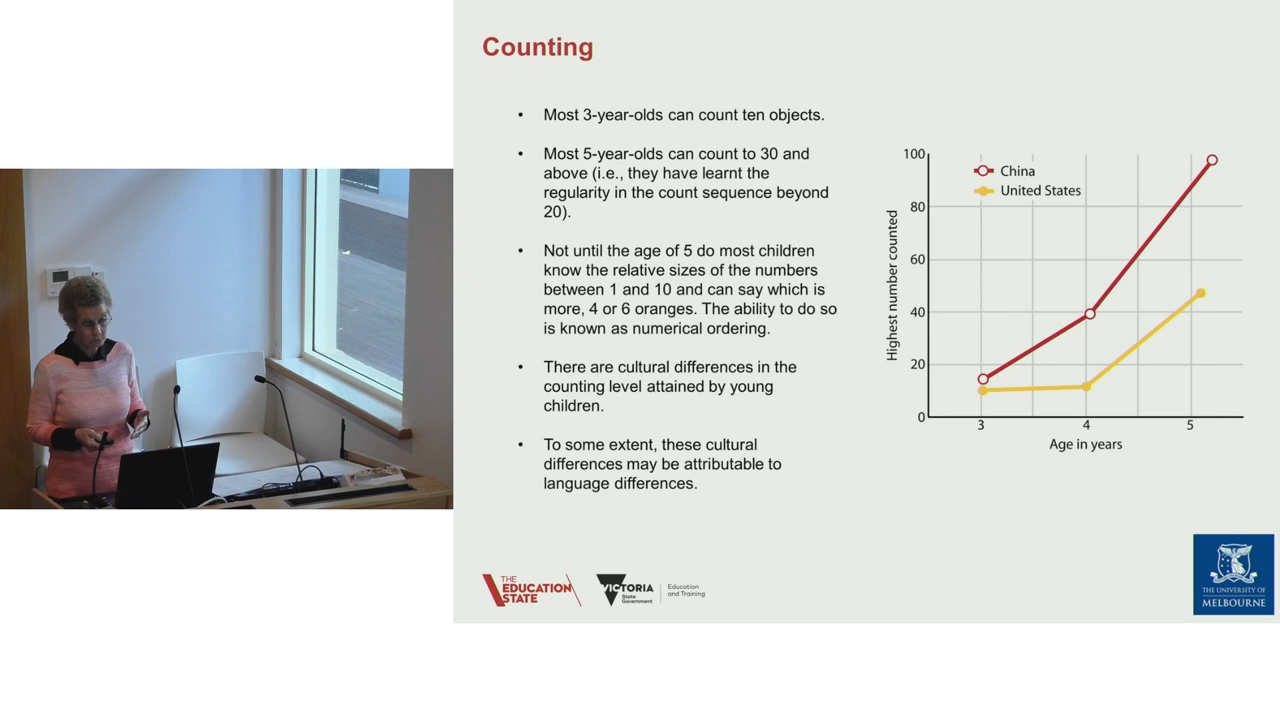 Counting
• Most 3-year-olds can count ten objects.
• Most 5-year-olds can count to 30 and
above (i.e., they have learnt the
regularity in the count sequence beyond
20).
• Not until the age of 5 do most children
know the relative sizes of the numbers
between 1 and 10 and can say which is
more, 4 or 6 oranges. The ability to do so
is known as numerical ordering.
• There are cultural differences in the
counting level attained by young
children.
• To some extent, these cultural
differences may be attributable to
language differences.
Highest number counted
100
80
60
40
20
0
China
United States
3 4 5
Age in years
THE
EDUCATION
STATE
VICTORIA
State
Government
Education
and Training
THE UNIVERSITY OF
MELBOURNE